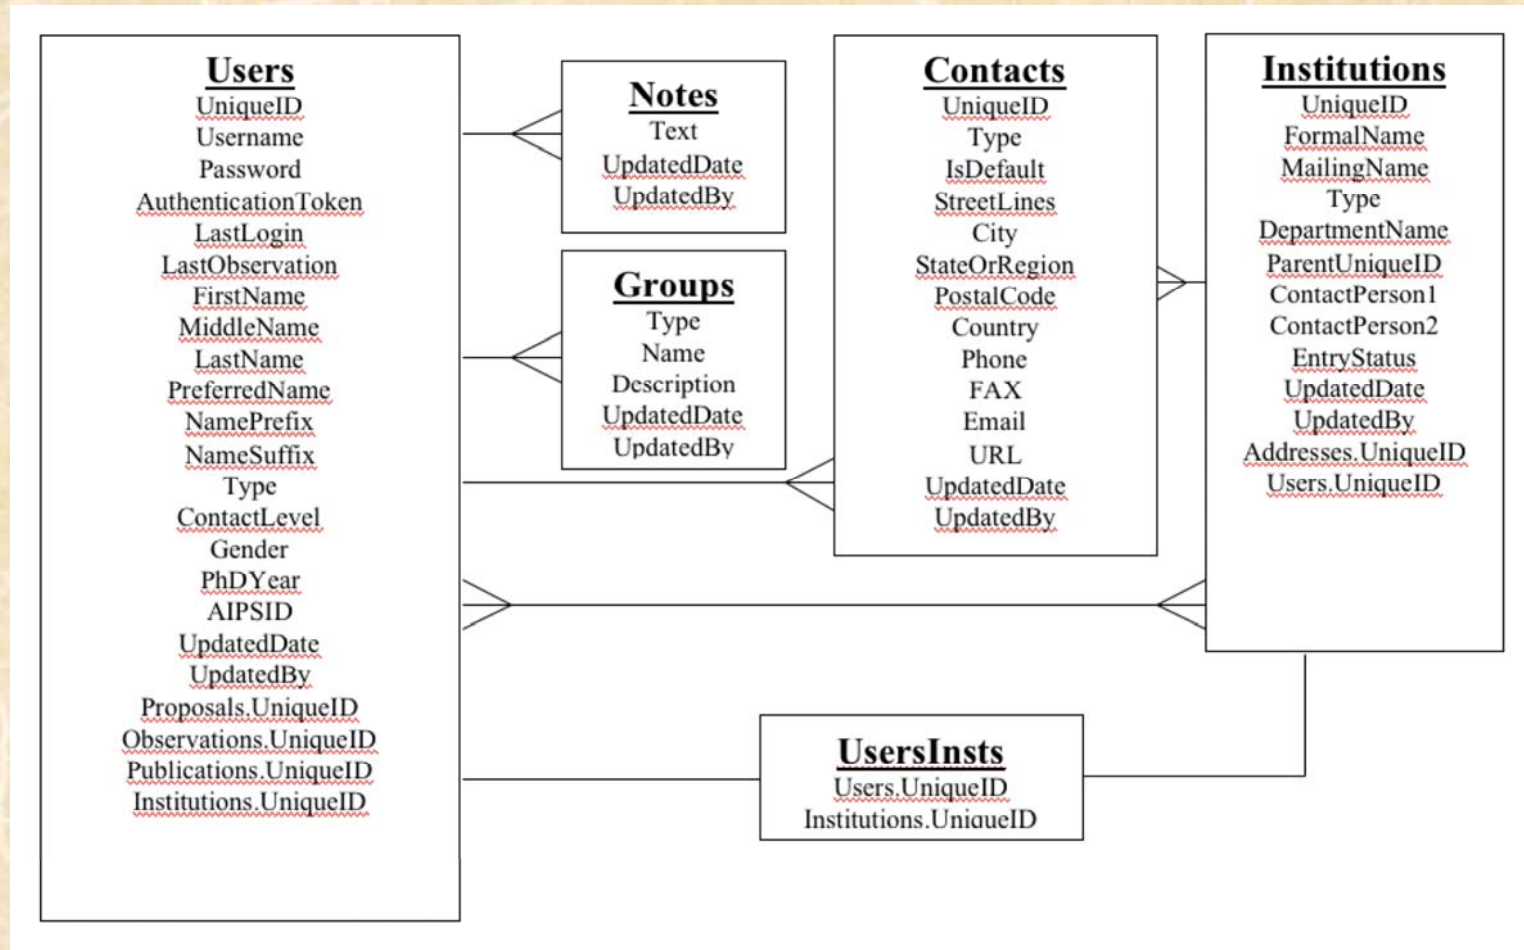 Users
UniqueID
Username
Password
AuthenticationToken
LastLogin
LastObservation
FirstName
MiddleName
LastName
PreferredName
NamePrefix
NameSuffix
Type
ContactLevel
Gender
PhDYear
AIPSID
UpdatedDate
UpdatedBy
Proposals.UniqueID
Observations.UniqueID
Publications.UniqueID
Institutions.UniqueID
Notes
Text
UpdatedDate
UpdatedBy
Groups
Type
Name
Description
UpdatedDate
UpdatedBy
Contacts
UniqueID
Type
IsDefault
StreetLines
City
StateOrRegion
PostalCode
Country
Phone
FAX
Email
URL
UpdatedDate
UpdatedBy
Institutions
UniqueID
FormalName
MailingName
Type
DepartmentName
ParentUniqueID
ContactPerson1
ContactPerson2
EntryStatus
UpdatedDate
UpdatedBy
Addresses.UniqueID
Users.UniqueID
UsersInsts
Users.UniqueID
Institutions.UniqueID